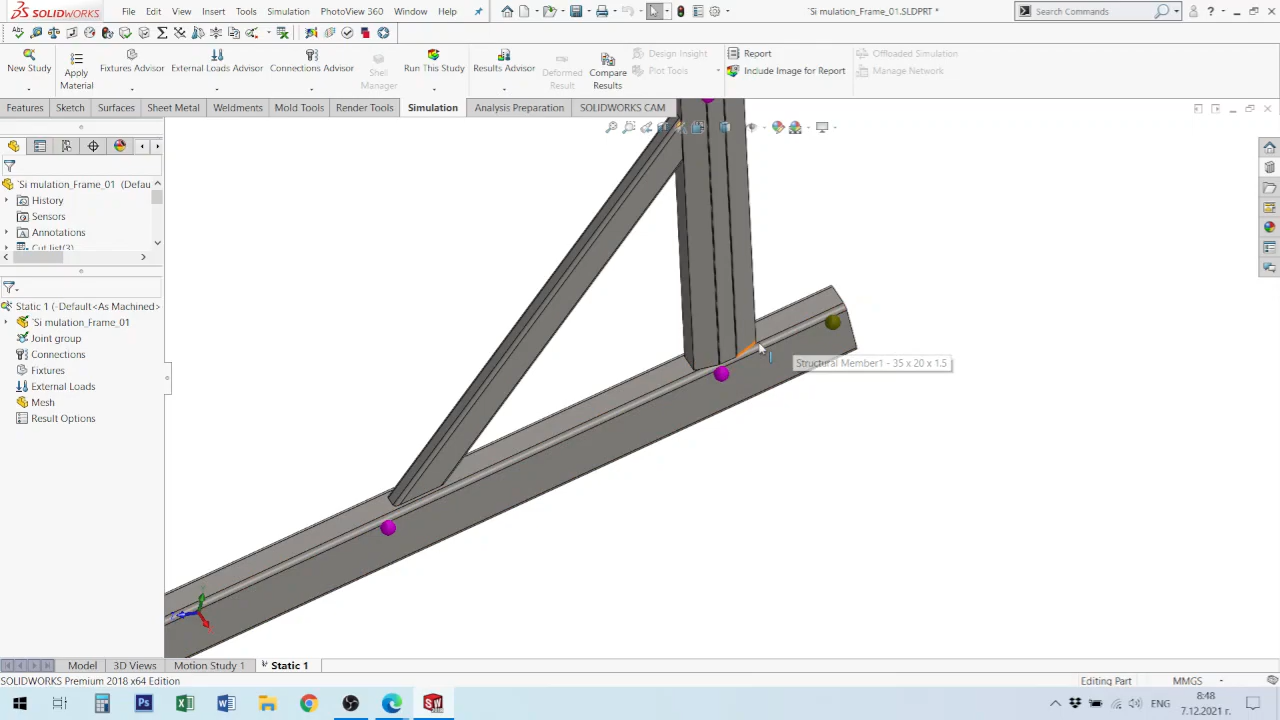 SOLIDWORKS File Edit View Insert Tools Simulation PhotoView 360 Window Help Si mulation_Frame_01.SLDPRT * Search Commands
New Study Apply Material Fixtures Advisor External Loads Advisor Connections Advisor Shell Manager Run This Study Results Advisor Deformed Result Compare Results Design Insight Plot Tools Report Include Image for Report Offloaded Simulation Manage Network
Features Sketch Surfaces Sheet Metal Weldments Mold Tools Render Tools Simulation Analysis Preparation SOLIDWORKS CAM
Si mulation_Frame_01 (Defau
History
Sensors
Annotations
Cut list(3)
Static 1 (-Default<As Machined>
Si mulation_Frame_01
Joint group
Connections
Fixtures
External Loads
Mesh
Result Options
Structural Member1 - 35 x 20 x 1.5
Model 3D Views Motion Study 1 Static 1
SOLIDWORKS Premium 2018 x64 Edition Editing Part MMGS
ENG 8:48
7.12.2021 г.